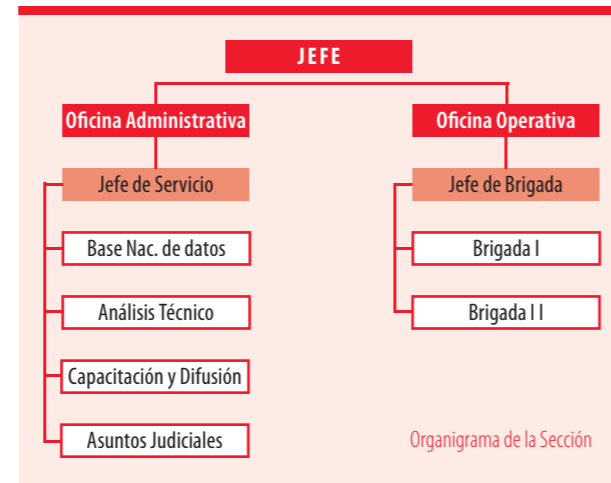 JEFE
Oficina Administrativa
Oficina Operativa
Jefe de Servicio
Jefe de Brigada
Base Nac. de datos
Brigada I
Análisis Técnico
Brigada I I
Capacitación y Difusión
Asuntos Judiciales
Organigrama de la Sección